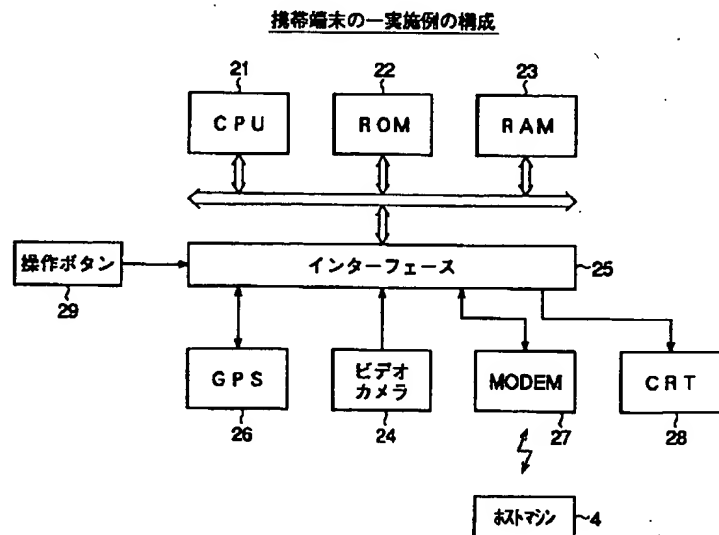 携帯端末の一実施例の構成
21
22
23
CPU
ROM
RAM
操作ボタン
29
インターフェース
25
GPS
26
ビデオ
カメラ
24
MODEM
27
CRT
28
ホストマシン
4